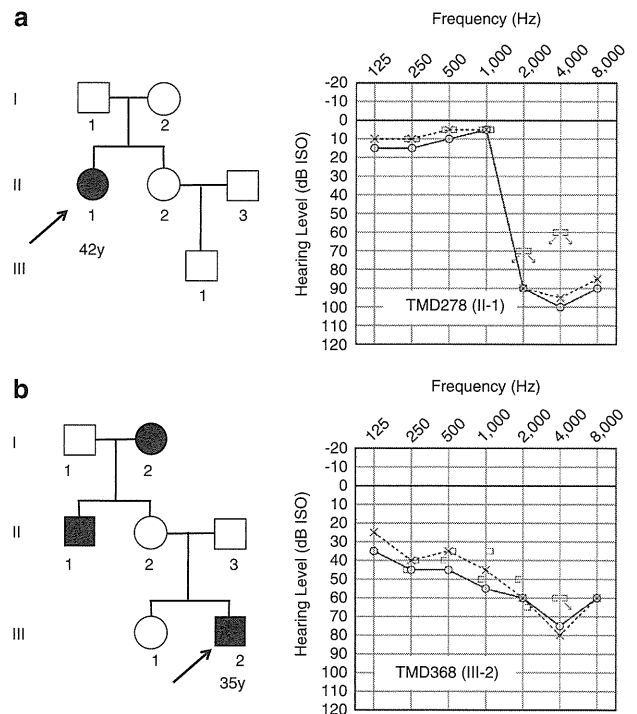 a
Frequency (Hz)
125 250 500 1,000 2,000 4,000 8,000
I
1 2
II
1 2 3
42y
III
1
Hearing Level (dB ISO)
-20
-10
0
10
20
30
40
50
60
70
80
90
100
110
120
TMD278 (II-1)
b
Frequency (Hz)
125 250 500 1,000 2,000 4,000 8,000
I
1 2
II
1 2 3
III
1 2
35y
Hearing Level (dB ISO)
-20
-10
0
10
20
30
40
50
60
70
80
90
100
110
120
TMD368 (III-2)